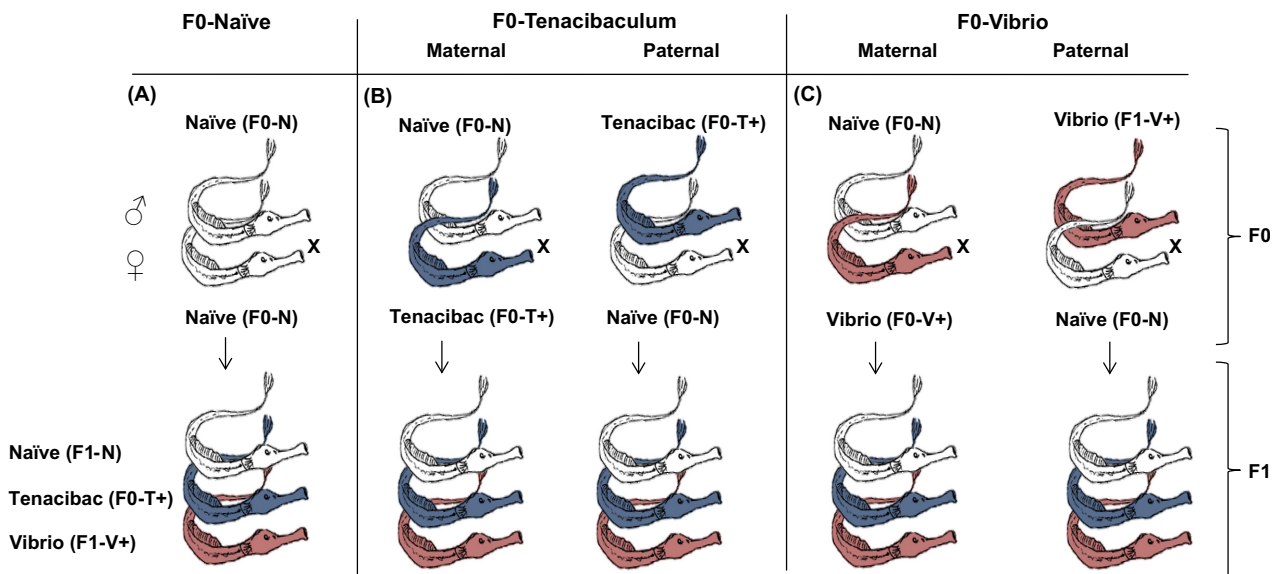 F0-Naïve
F0-Tenacibaculum
F0-Vibrio
Maternal
Paternal
Maternal
Paternal
(A)
(B)
(C)
Naïve (F0-N)
Naïve (F0-N)
Tenacibac (F0-T+)
Naïve (F0-N)
Vibrio (F1-V+)
♂
♀
X
X
X
X
X
F0
Naïve (F0-N)
Tenacibac (F0-T+)
Naïve (F0-N)
Vibrio (F0-V+)
Naïve (F0-N)
Naïve (F1-N)
Tenacibac (F0-T+)
Vibrio (F1-V+)
F1